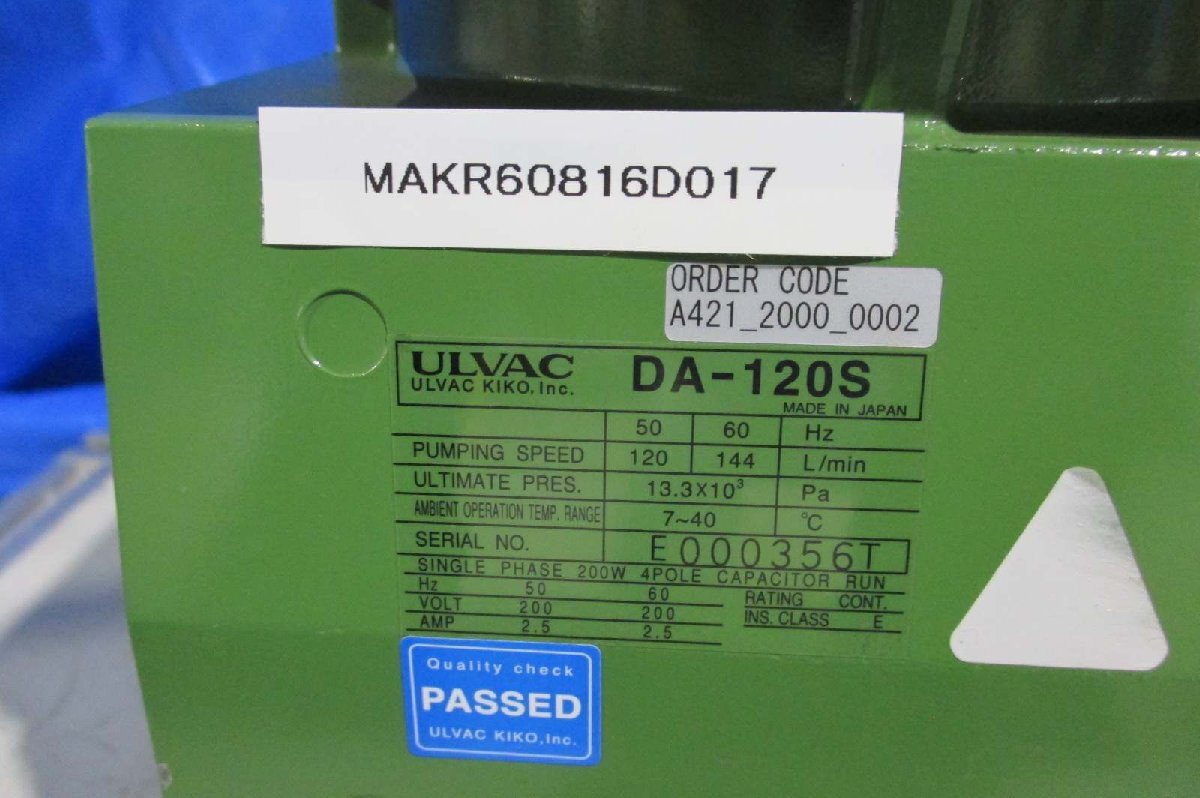 MAKR60816D017
ORDER CODE
A421_2000_0002
ULVAC DA-120S
ULVAC KIKO, Inc.
MADE IN JAPAN
50 60 Hz
PUMPING SPEED 120 144 L/min
ULTIMATE PRES. 13.3X10³ Pa
AMBIENT OPERATION TEMP. RANGE 7~40 ℃
SERIAL NO. E000356T
SINGLE PHASE 200W 4POLE CAPACITOR RUN
Hz 50 60 RATING CONT.
VOLT 200 200 INS. CLASS E
AMP 2.5 2.5
Quality check
PASSED
ULVAC KIKO,Inc.